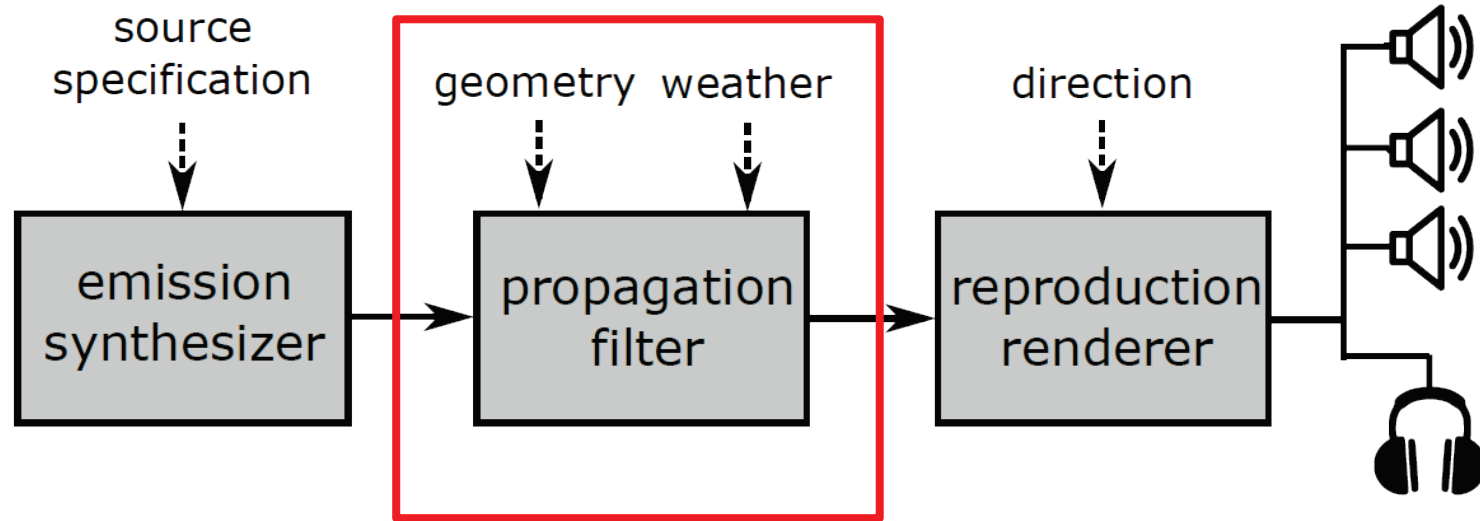 source
specification
geometry weather
direction
emission
synthesizer
propagation
filter
reproduction
renderer